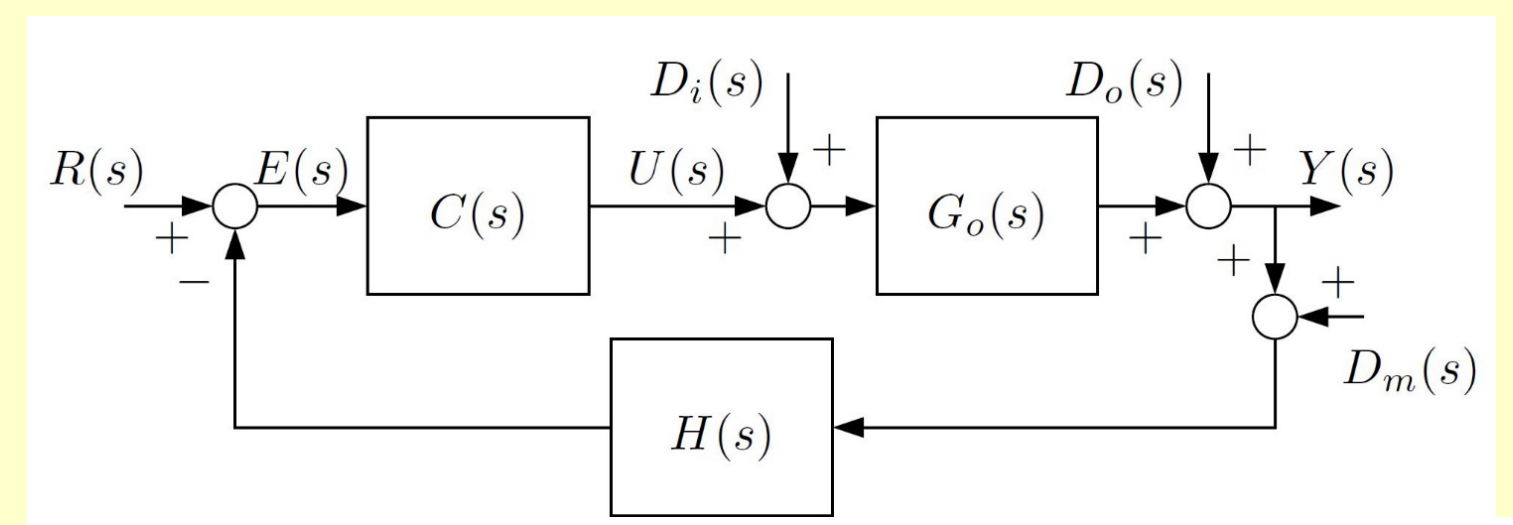 D_i(s)
D_o(s)
+
+
R(s)
E(s)
U(s)
Y(s)
C(s)
G_o(s)
+
+
+
+
−
+
D_m(s)
H(s)